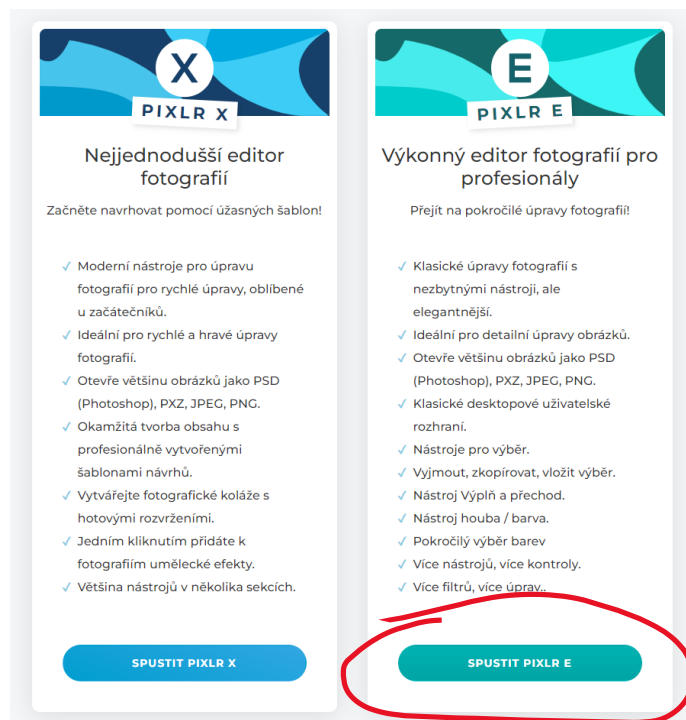 X
PIXLR X
Nejjednodušší editor
fotografií
Začněte navrhovat pomocí úžasných šablon!
Moderní nástroje pro úpravu
fotografií pro rychlé úpravy, oblíbené
u začátečníků.
Ideální pro rychlé a hravé úpravy
fotografií.
Otevře většinu obrázků jako PSD
(Photoshop), PXZ, JPEG, PNG.
Okamžitá tvorba obsahu s
profesionálně vytvořenými
šablonami návrhů.
Vytvářejte fotografické koláže s
hotovými rozvrženími.
Jedním kliknutím přidáte k
fotografiím umělecké efekty.
Většina nástrojů v několika sekcích.
SPUSTIT PIXLR X
E
PIXLR E
Výkonný editor fotografií pro
profesionály
Přejít na pokročilé úpravy fotografií!
Klasické úpravy fotografií s
nezbytnými nástroji, ale
elegantnější.
Ideální pro detailní úpravy obrázků.
Otevře většinu obrázků jako PSD
(Photoshop), PXZ, JPEG, PNG.
Klasické desktopové uživatelské
rozhraní.
Nástroje pro výběr.
Vyjmout, zkopírovat, vložit výběr.
Nástroj Výplň a přechod.
Nástroj houba / barva.
Pokročilý výběr barev
Více nástrojů, více kontroly.
Více filtrů, více úprav..
SPUSTIT PIXLR E